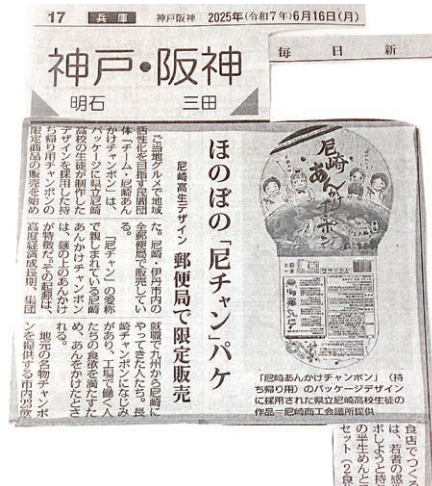 17 兵庫 神戸阪神 2025年(令和7年)6月16日(月)
毎日新
神戸・阪神
明石 三田
ほのぼの「尼チャン」パケ
尼崎高生デザイン 郵便局で限定販売
ご当地グルメで地域
活性化を目指す民間団
体「チーム・尼崎あん
かけチャンポン」は、
パッケージに県立尼崎
高校の生徒が制作した
デザインを採用した持
ち帰り用チャンポンの
限定商品の販売を始め
た。尼崎・伊丹市内の
全郵便局で販売してい
る。
「尼チャン」の愛称
で親しまれている尼崎
あんかけチャンポン
は、麺の上のあんかけ
が特徴だ。その起源は、
高度経済成長期、集団
就職で九州から尼崎に
やってきた人たち。長
崎チャンポンになじみ
があり、工場で働く人
たちの食欲を満たすた
め、あんをかけたとさ
れる。
地元の名物チャンポ
ンを提供する市内
尼崎
あんかけチャンポン
「尼崎あんかけチャンポン」(持
ち帰り用)のパッケージデザイン
に採用された県立尼崎高校生徒の
作品=尼崎商工会議所提供
食店でつくる
は、若者の感
ポしようと持
の半生めんと
セット(2食